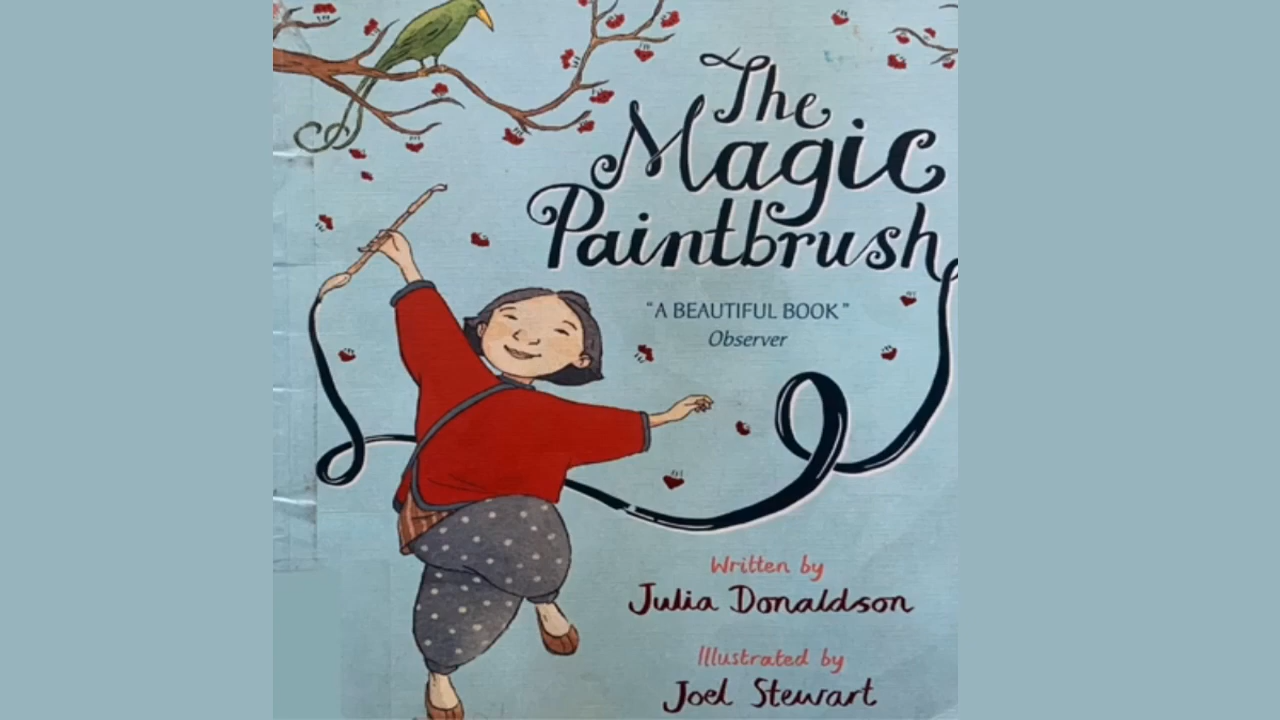 The
Magic
Paintbrush
“A BEAUTIFUL BOOK”
Observer
Written by
Julia Donaldson
Illustrated by
Joel Stewart